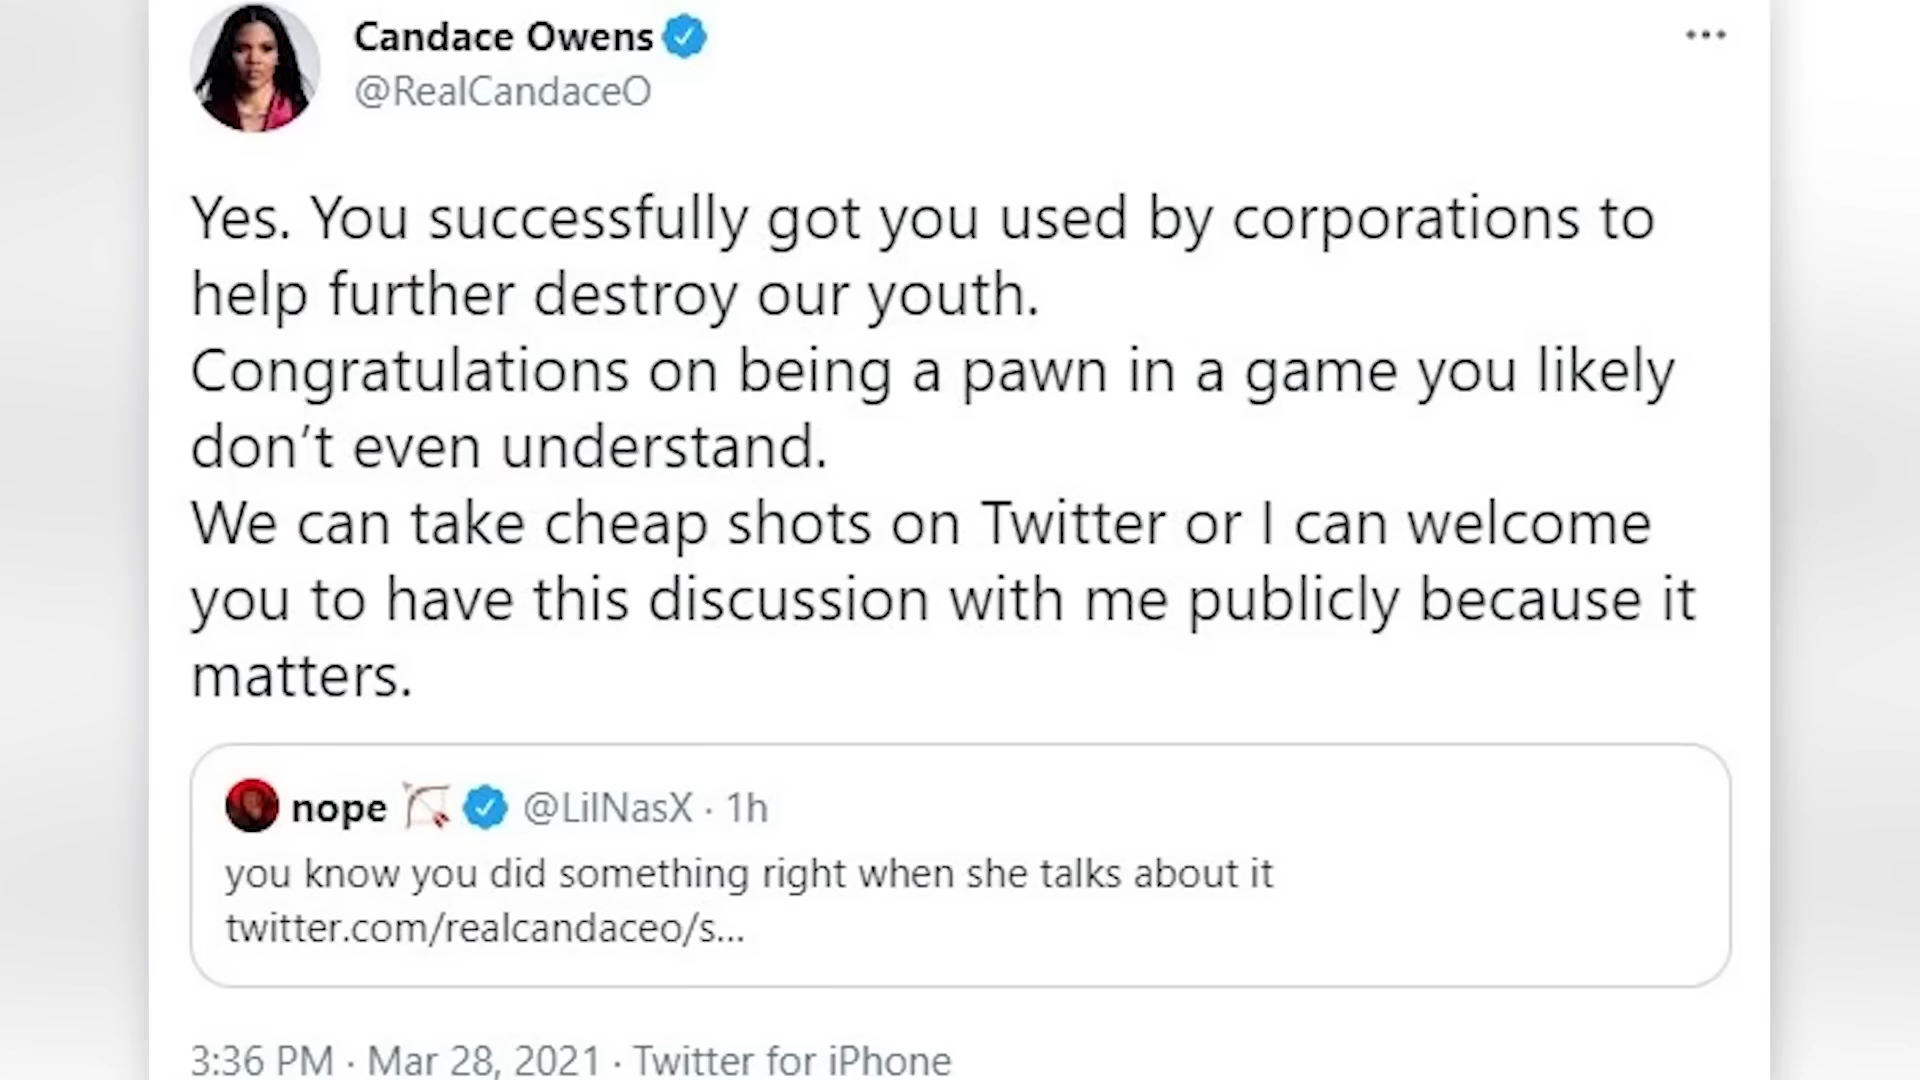 Candace Owens
@RealCandaceO
Yes. You successfully got you used by corporations to
help further destroy our youth.
Congratulations on being a pawn in a game you likely
don’t even understand.
We can take cheap shots on Twitter or I can welcome
you to have this discussion with me publicly because it
matters.
nope 🏹 @LilNasX · 1h
you know you did something right when she talks about it
twitter.com/realcandaceo/s...
3:36 PM · Mar 28, 2021 · Twitter for iPhone